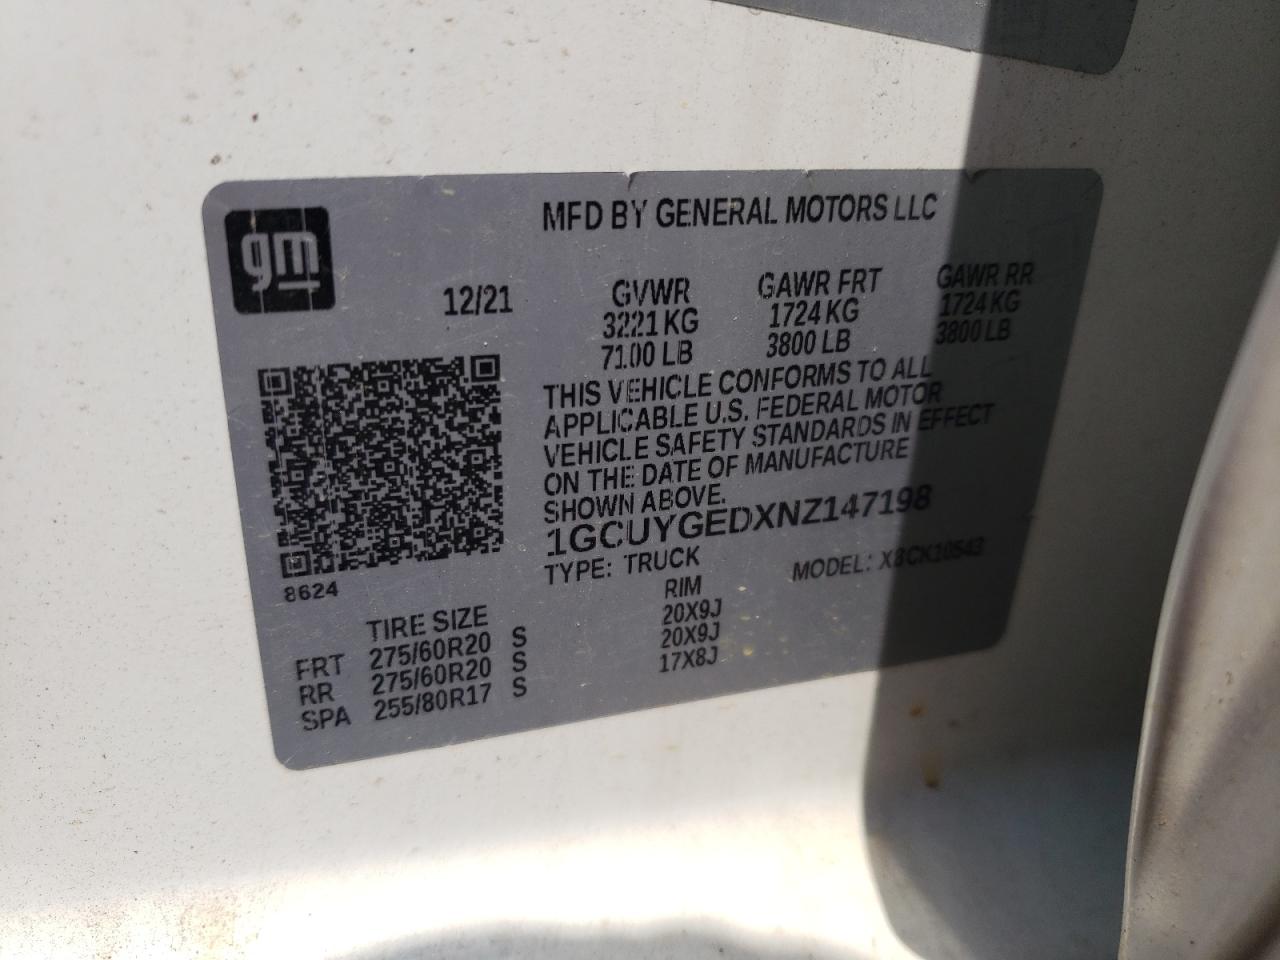 gm
MFD BY GENERAL MOTORS LLC
12/21 GVWR GAWR FRT GAWR RR
3221 KG 1724 KG 1724 KG
7100 LB 3800 LB 3800 LB
THIS VEHICLE CONFORMS TO ALL
APPLICABLE U.S. FEDERAL MOTOR
VEHICLE SAFETY STANDARDS IN EFFECT
ON THE DATE OF MANUFACTURE
SHOWN ABOVE.
1GCUYGEDXNZ147198
TYPE: TRUCK MODEL: X3CK10543
8624
TIRE SIZE RIM
FRT 275/60R20 S 20X9J
RR 275/60R20 S 20X9J
SPA 255/80R17 S 17X8J